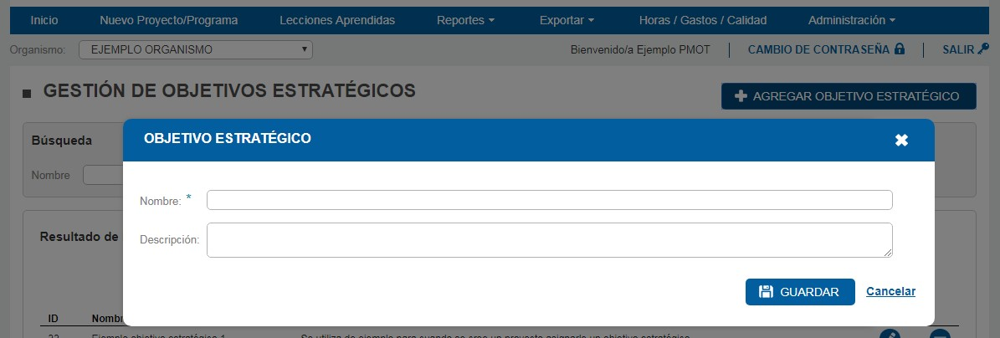 Inicio Nuevo Proyecto/Programa Lecciones Aprendidas Reportes Exportar Horas / Gastos / Calidad Administración
Organismo: EJEMPLO ORGANISMO Bienvenido/a Ejemplo PMOT CAMBIO DE CONTRASEÑA SALIR
GESTIÓN DE OBJETIVOS ESTRATÉGICOS
AGREGAR OBJETIVO ESTRATÉGICO
OBJETIVO ESTRATÉGICO
Búsqueda
Nombre
Nombre: *
Resultado de
Descripción:
GUARDAR Cancelar
ID Nomb